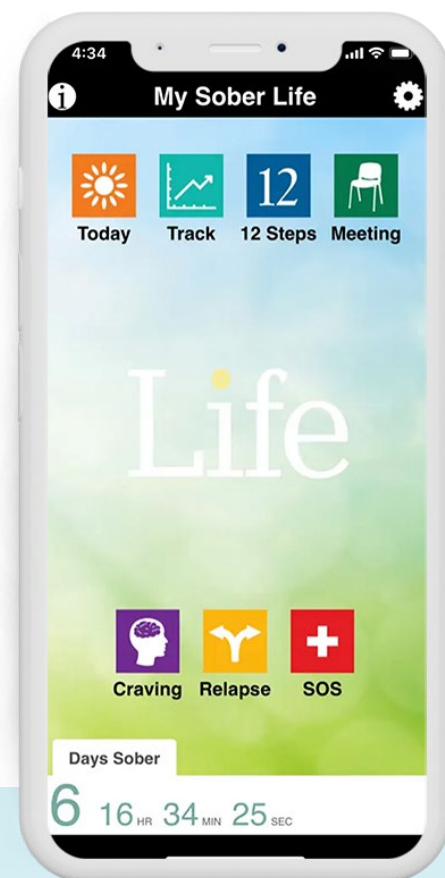 4:34
My Sober Life
Today Track 12 Steps Meeting
12
Life
Craving Relapse SOS
Days Sober
6 16 HR 34 MIN 25 SEC